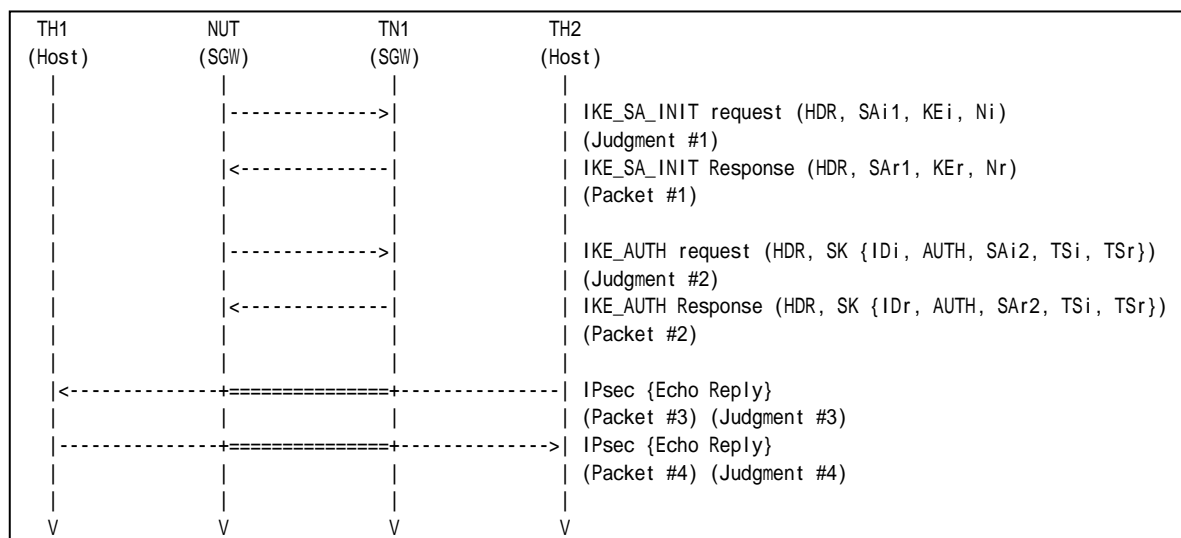 TH1 NUT TN1 TH2
(Host) (SGW) (SGW) (Host)
| | | |
| |-------------->| | IKE_SA_INIT request (HDR, SAi1, KEi, Ni)
| | | | (Judgment #1)
| |<--------------| | IKE_SA_INIT Response (HDR, SAr1, KEr, Nr)
| | | | (Packet #1)
| | | |
| |-------------->| | IKE_AUTH request (HDR, SK {IDi, AUTH, SAi2, TSi, TSr})
| | | | (Judgment #2)
| |<--------------| | IKE_AUTH Response (HDR, SK {IDr, AUTH, SAr2, TSi, TSr})
| | | | (Packet #2)
| | | |
|<--------------+===============+--------------| IPsec {Echo Reply}
| | | | (Packet #3) (Judgment #3)
|---------------+===============+------------->| IPsec {Echo Reply}
| | | | (Packet #4) (Judgment #4)
| | | |
V V V V